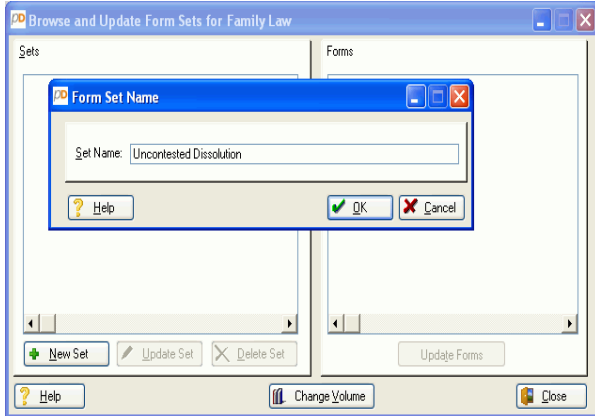 Browse and Update Form Sets for Family Law
Sets
Forms
Form Set Name
Set Name: Uncontested Dissolution
Help
OK
Cancel
New Set
Update Set
Delete Set
Update Forms
Help
Change Volume
Close